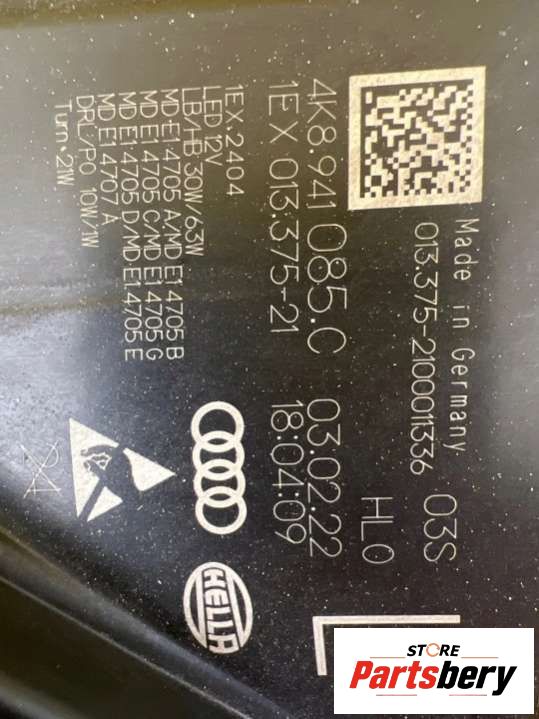 Made in Germany
013.375-210001336 03S
HL0
4K8.941 085.C 03.02.22
1EX 013.375-21 18:04:09
L
1EX.2404
LED 12V
LB/HB 30W/63W
MD E1 4705 A/MD E1 4705 B
MD E1 4705 C/MD E1 4705 G
MD E1 4705 D/MD E1 4705 E
MD E1 4707 A
DRL/PO 10W/1W
Turn 21W
HELLA
STORE
Partsbery